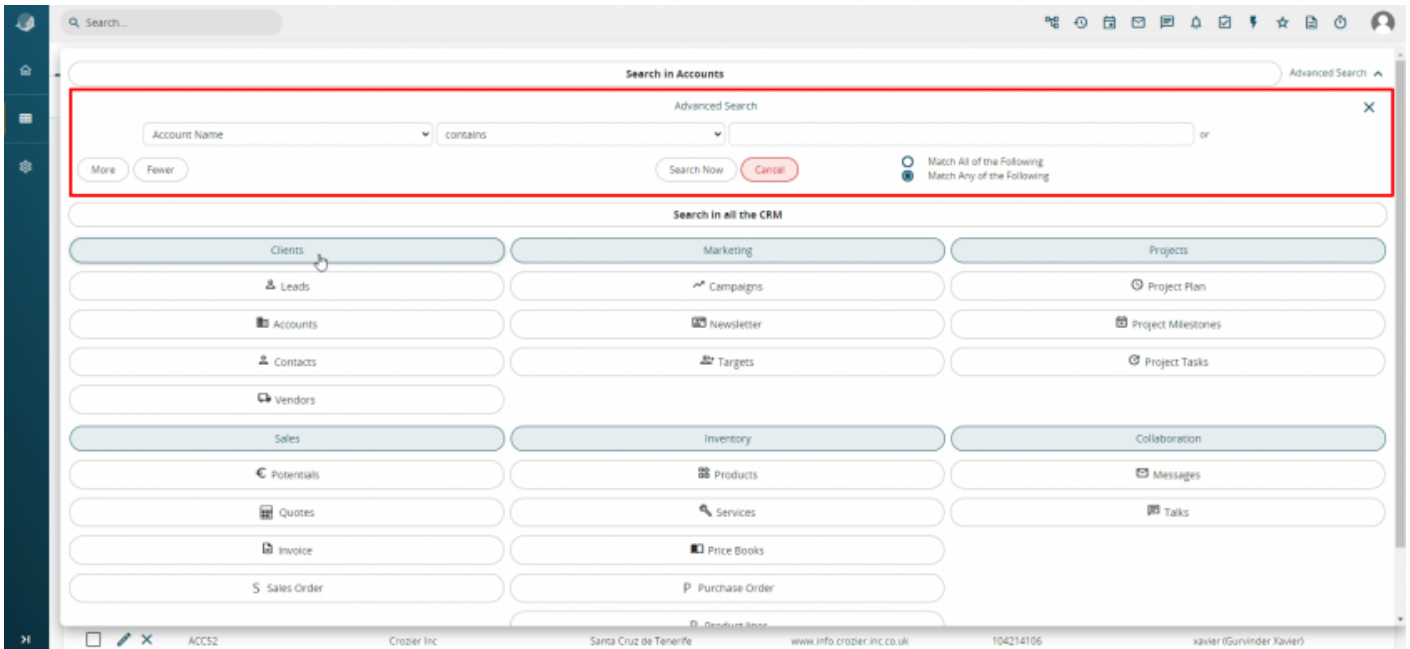 Search...
Search in Accounts
Advanced Search
Advanced Search
Account Name
contains
or
More
Fewer
Search Now
Cancel
Match All of the Following
Match Any of the Following
Search in all the CRM
Clients
Marketing
Projects
Leads
Campaigns
Project Plan
Accounts
Newsletter
Project Milestones
Contacts
Targets
Project Tasks
Vendors
Sales
Inventory
Collaboration
Potentials
Products
Messages
Quotes
Services
Talks
Invoice
Price Books
Sales Order
Purchase Order
Product lines
ACC52
Crozier Inc
Santa Cruz de Tenerife
www.info.crozier.inc.co.uk
104214106
xavier (Gurvinder Xavier)